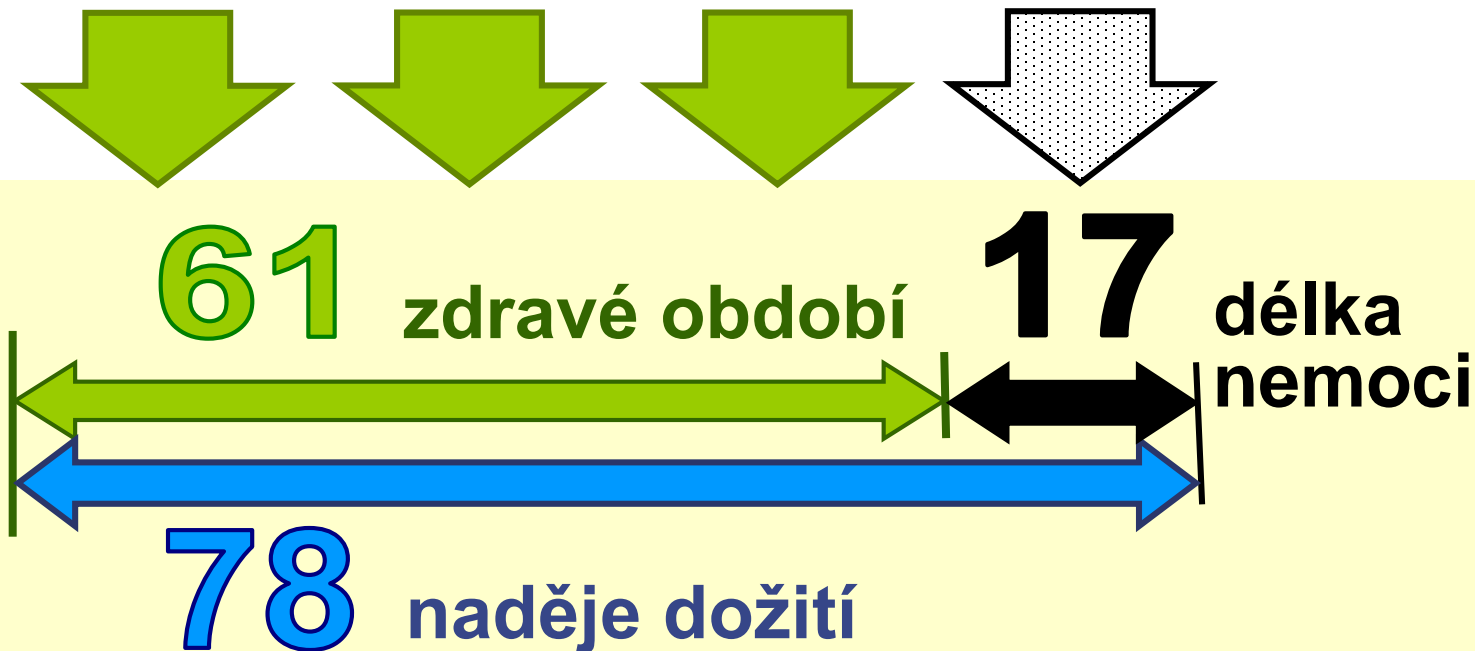 61 zdravé období
17 délka
nemoci
78 naděje dožití